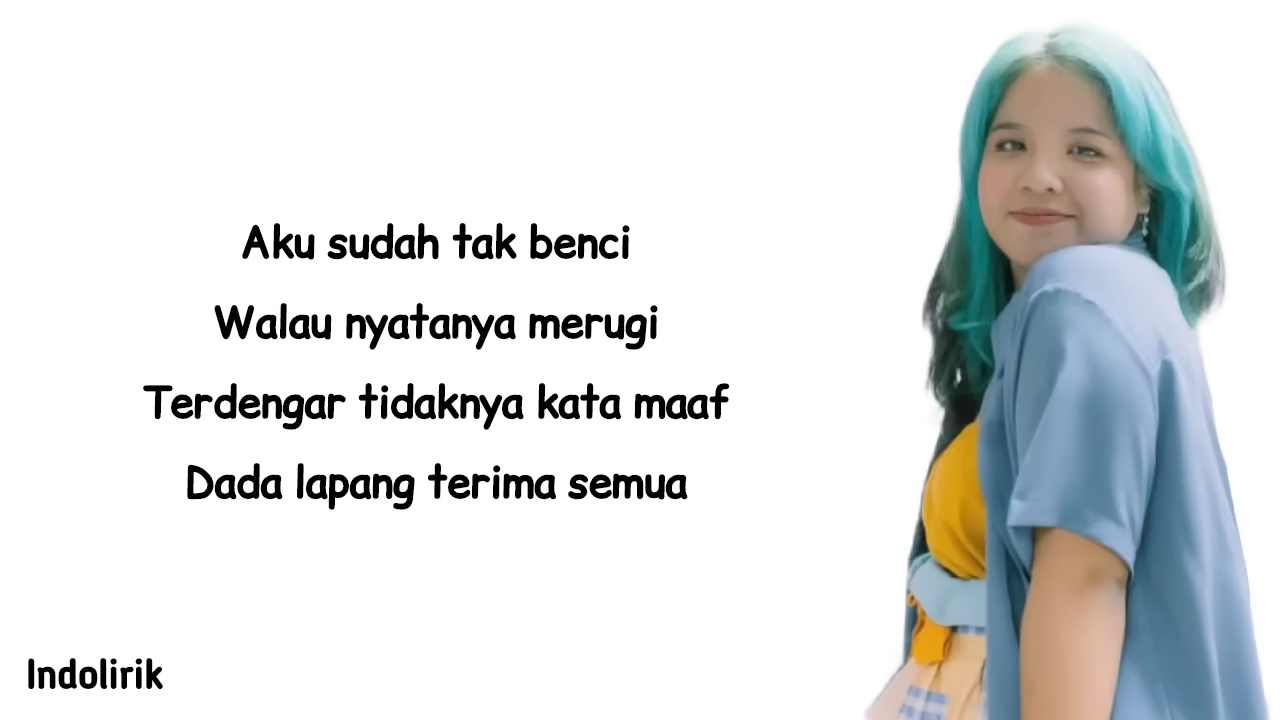 Aku sudah tak benci
Walau nyatanya merugi
Terdengar tidaknya kata maaf
Dada lapang terima semua
Indolirik